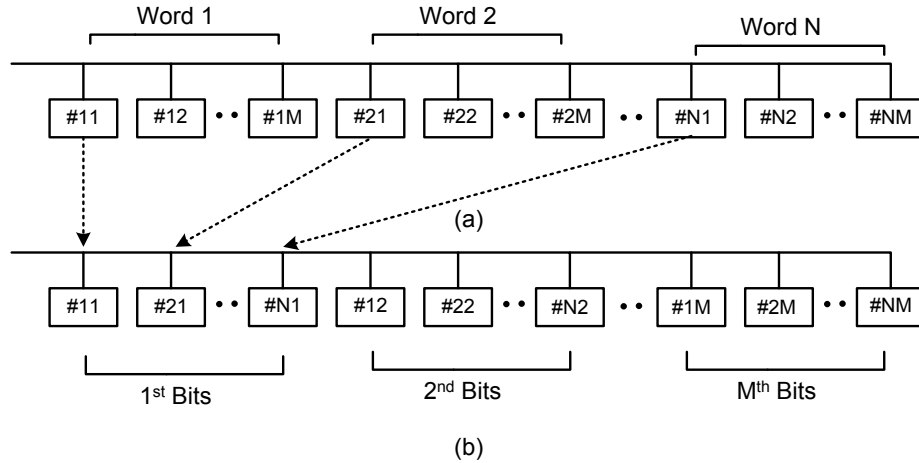 Word 1 Word 2 Word N
#11 #12 •• #1M #21 #22 •• #2M •• #N1 #N2 •• #NM
(a)
#11 #21 •• #N1 #12 #22 •• #N2 •• #1M #2M •• #NM
1st Bits 2nd Bits Mth Bits
(b)